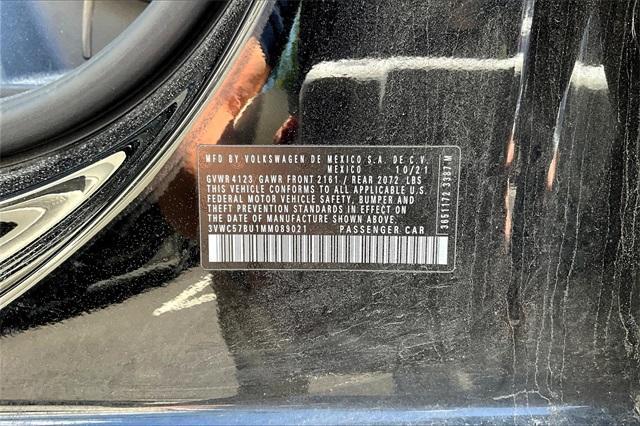 MFD BY VOLKSWAGEN DE MEXICO S.A. DE C.V.
MEXICO 10/21
GVWR 4123 GAWR FRONT 2161 / REAR 2072 LBS
THIS VEHICLE CONFORMS TO ALL APPLICABLE U.S.
FEDERAL MOTOR VEHICLE SAFETY, BUMPER AND
THEFT PREVENTION STANDARDS IN EFFECT ON
THE DATE OF MANUFACTURE SHOWN ABOVE.
3VWC57BU1MM089021 PASSENGER CAR